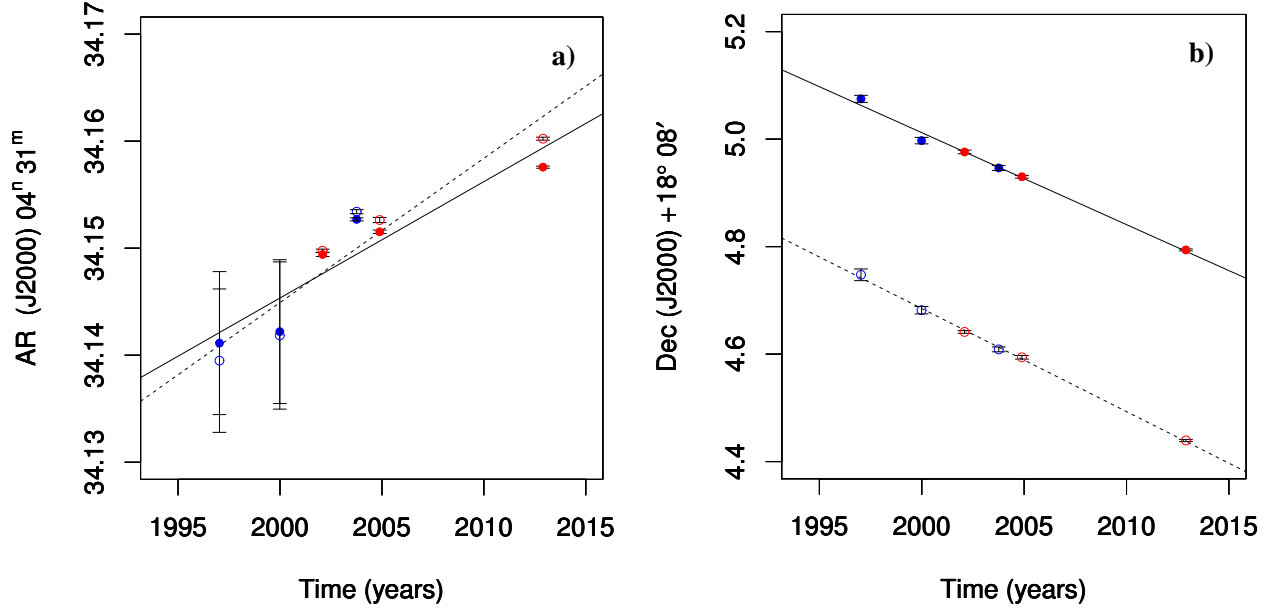 a)
34.17
34.16
34.15
34.14
34.13
AR (J2000) 04ⁿ 31ᵐ
1995 2000 2005 2010 2015
Time (years)
b)
5.2
5.0
4.8
4.6
4.4
Dec (J2000) +18° 08′
1995 2000 2005 2010 2015
Time (years)